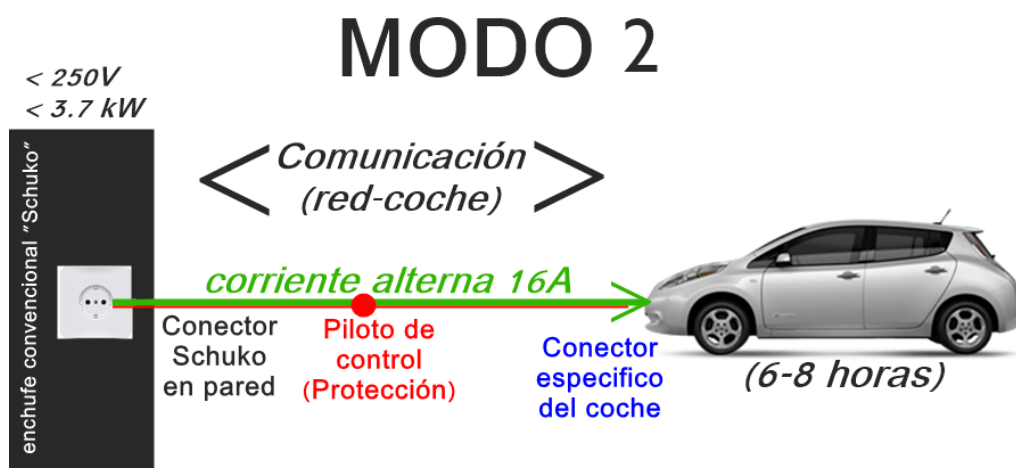 MODO 2
< 250V
< 3.7 kW
enchufe convencional "Schuko"
Comunicación
(red-coche)
corriente alterna 16A
Conector
Schuko
en pared
Piloto de
control
(Protección)
Conector
especifico
del coche
(6-8 horas)